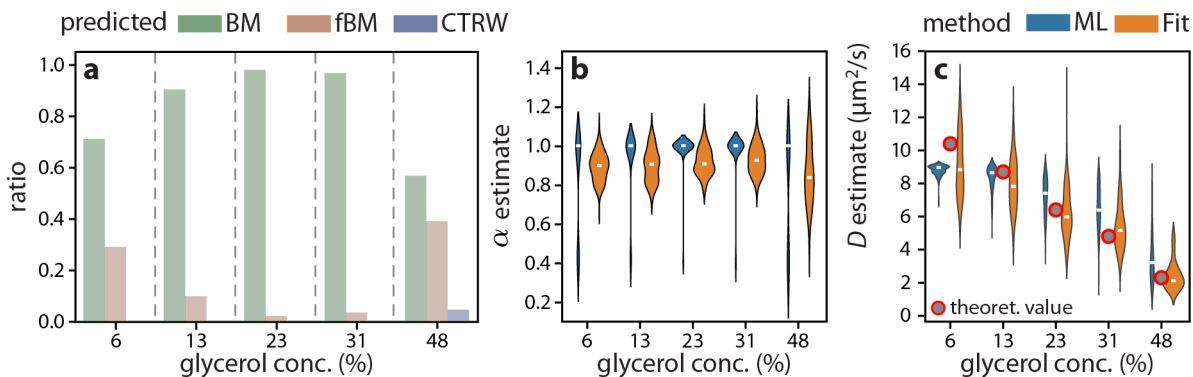 predicted BM fBM CTRW
method ML Fit
a
1.0
0.8
0.6
0.4
0.2
0.0
ratio
6 13 23 31 48
glycerol conc. (%)
b
1.4
1.2
1.0
0.8
0.6
0.4
0.2
α estimate
6 13 23 31 48
glycerol conc. (%)
c
16
14
12
10
8
6
4
2
0
D estimate (μm²/s)
theoret. value
6 13 23 31 48
glycerol conc. (%)